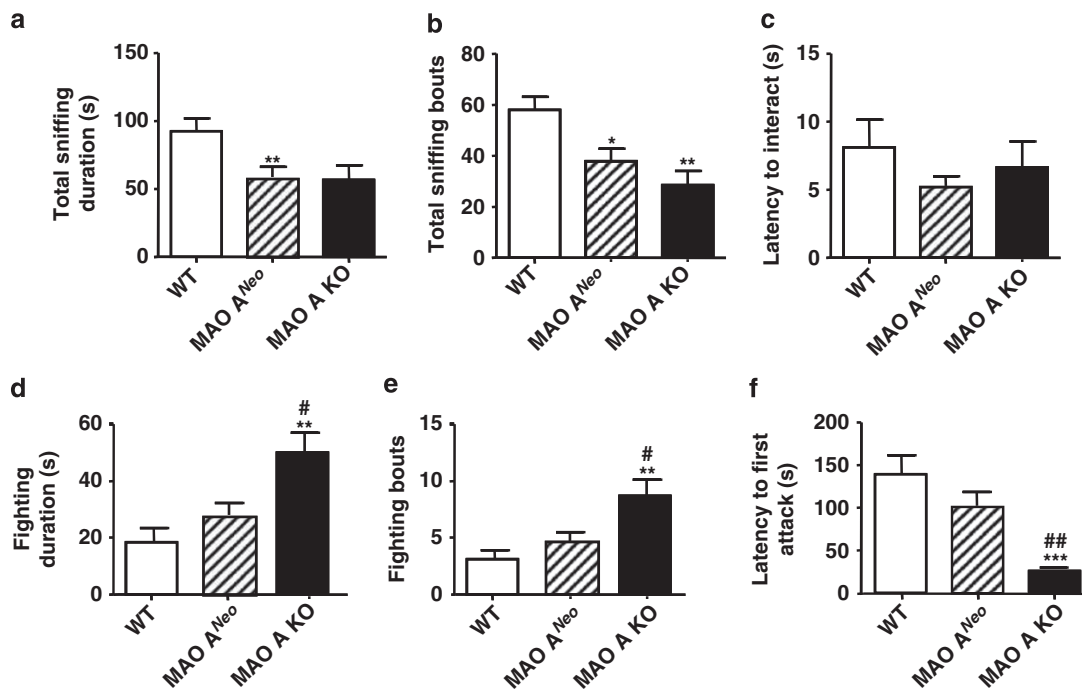 a
Total sniffing
duration (s)
150
100
50
0
**
WT
MAO A^Neo
MAO A KO
b
Total sniffing bouts
80
60
40
20
0
*
**
WT
MAO A^Neo
MAO A KO
c
Latency to interact (s)
15
10
5
0
WT
MAO A^Neo
MAO A KO
d
Fighting
duration (s)
60
40
20
0
#
**
WT
MAO A^Neo
MAO A KO
e
Fighting bouts
15
10
5
0
#
**
WT
MAO A^Neo
MAO A KO
f
Latency to first
attack (s)
200
150
100
50
0
##
***
WT
MAO A^Neo
MAO A KO